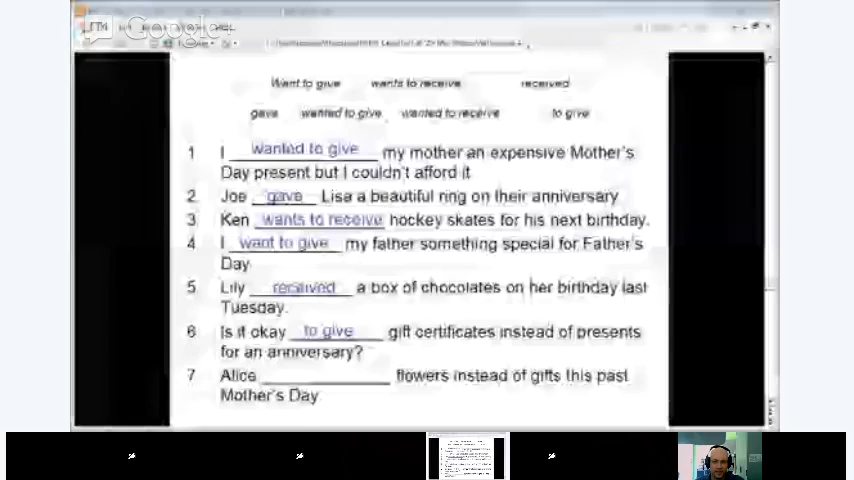 Google
Want to give wants to receive received
gave wanted to give wanted to receive to give
1 I wanted to give my mother an expensive Mother's
Day present but I couldn't afford it
2. Joe gave Lisa a beautiful ring on their anniversary
3. Ken wants to receive hockey skates for his next birthday.
4. I want to give my father something special for Father's
Day
5 Lily received a box of chocolates on her birthday last
Tuesday.
6 Is it okay to give gift certificates instead of presents
for an anniversary?
7 Alice flowers instead of gifts this past
Mother's Day